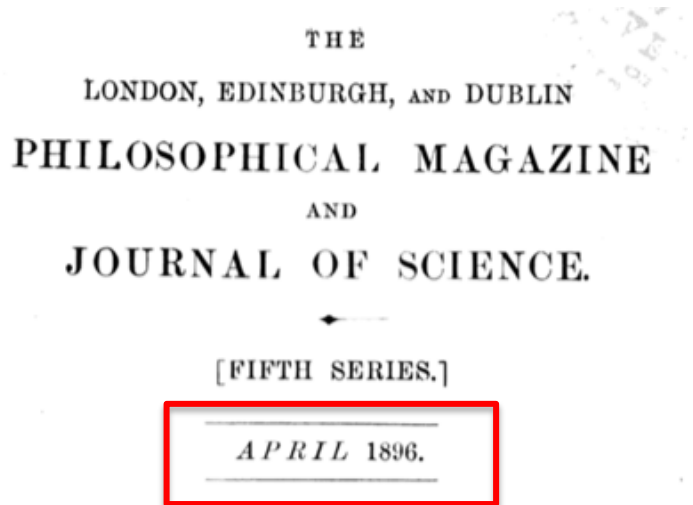 THE
LONDON, EDINBURGH, AND DUBLIN
PHILOSOPHICAL MAGAZINE
AND
JOURNAL OF SCIENCE.
[FIFTH SERIES.]
APRIL 1896.